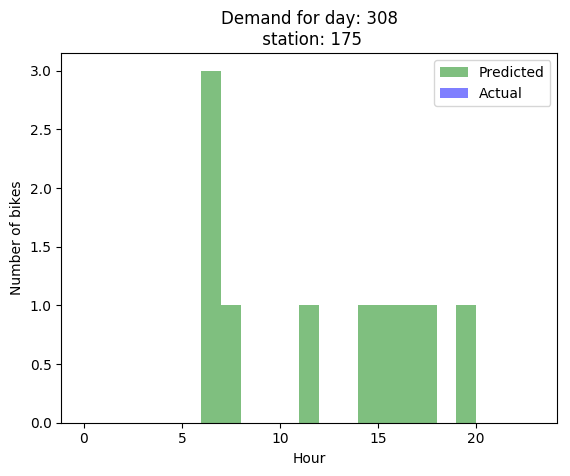 Demand for day: 308
station: 175
Predicted
Actual
3.0
2.5
2.0
1.5
1.0
0.5
0.0
Number of bikes
0
5
10
15
20
Hour